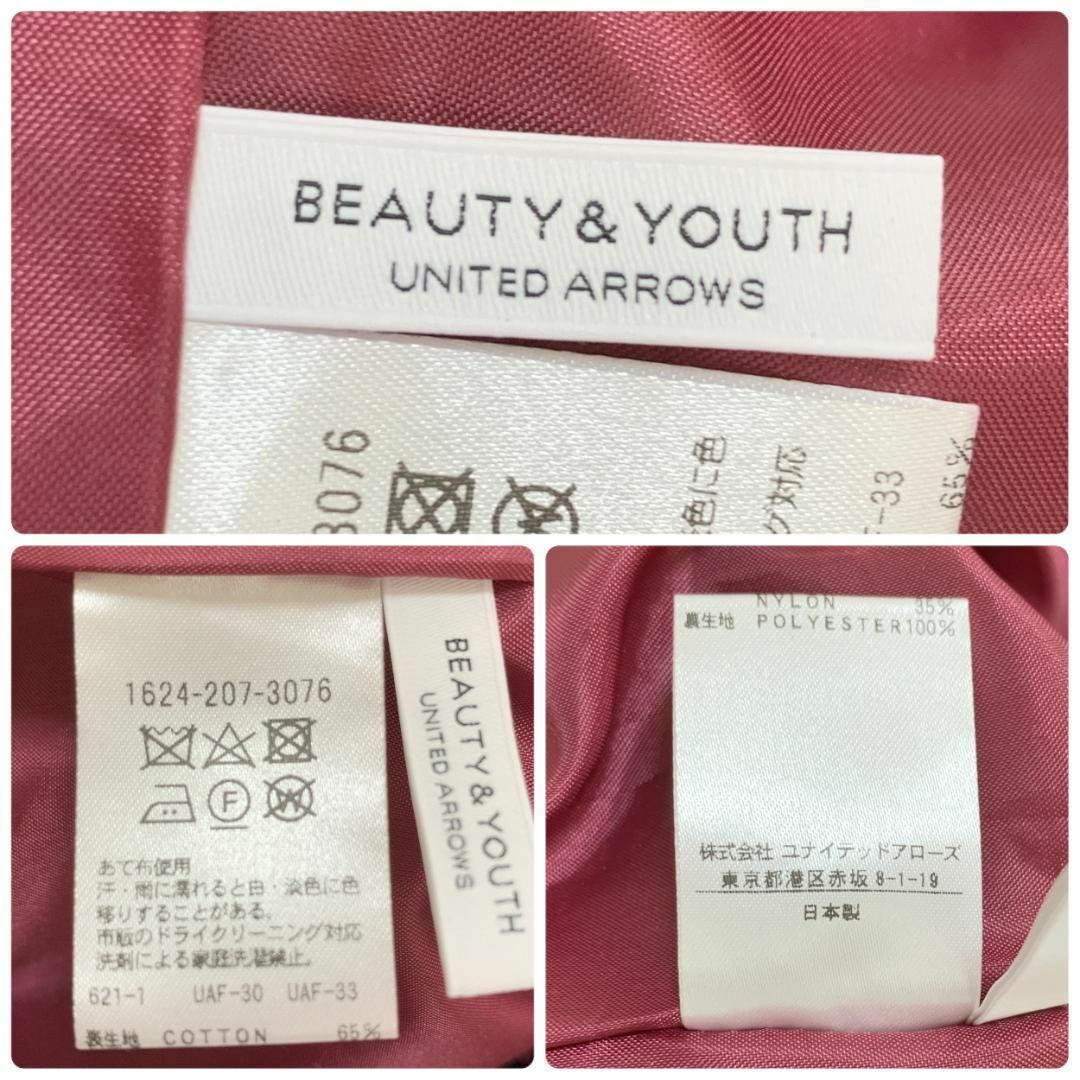 BEAUTY & YOUTH
UNITED ARROWS
3076
色に色
グ対応
-33
65%
1624-207-3076
F
W
あて布使用
汗・雨に濡れると白・淡色に色
移りすることがある。
市販のドライクリーニング対応
洗剤による家庭洗濯禁止。
621-1 UAF-30 UAF-33
表生地 COTTON 65%
BEAUTY & YOUTH
UNITED ARROWS
NYLON 35%
裏生地 POLYESTER100%
株式会社 ユナイテッドアローズ
東京都港区赤坂 8-1-19
日本製